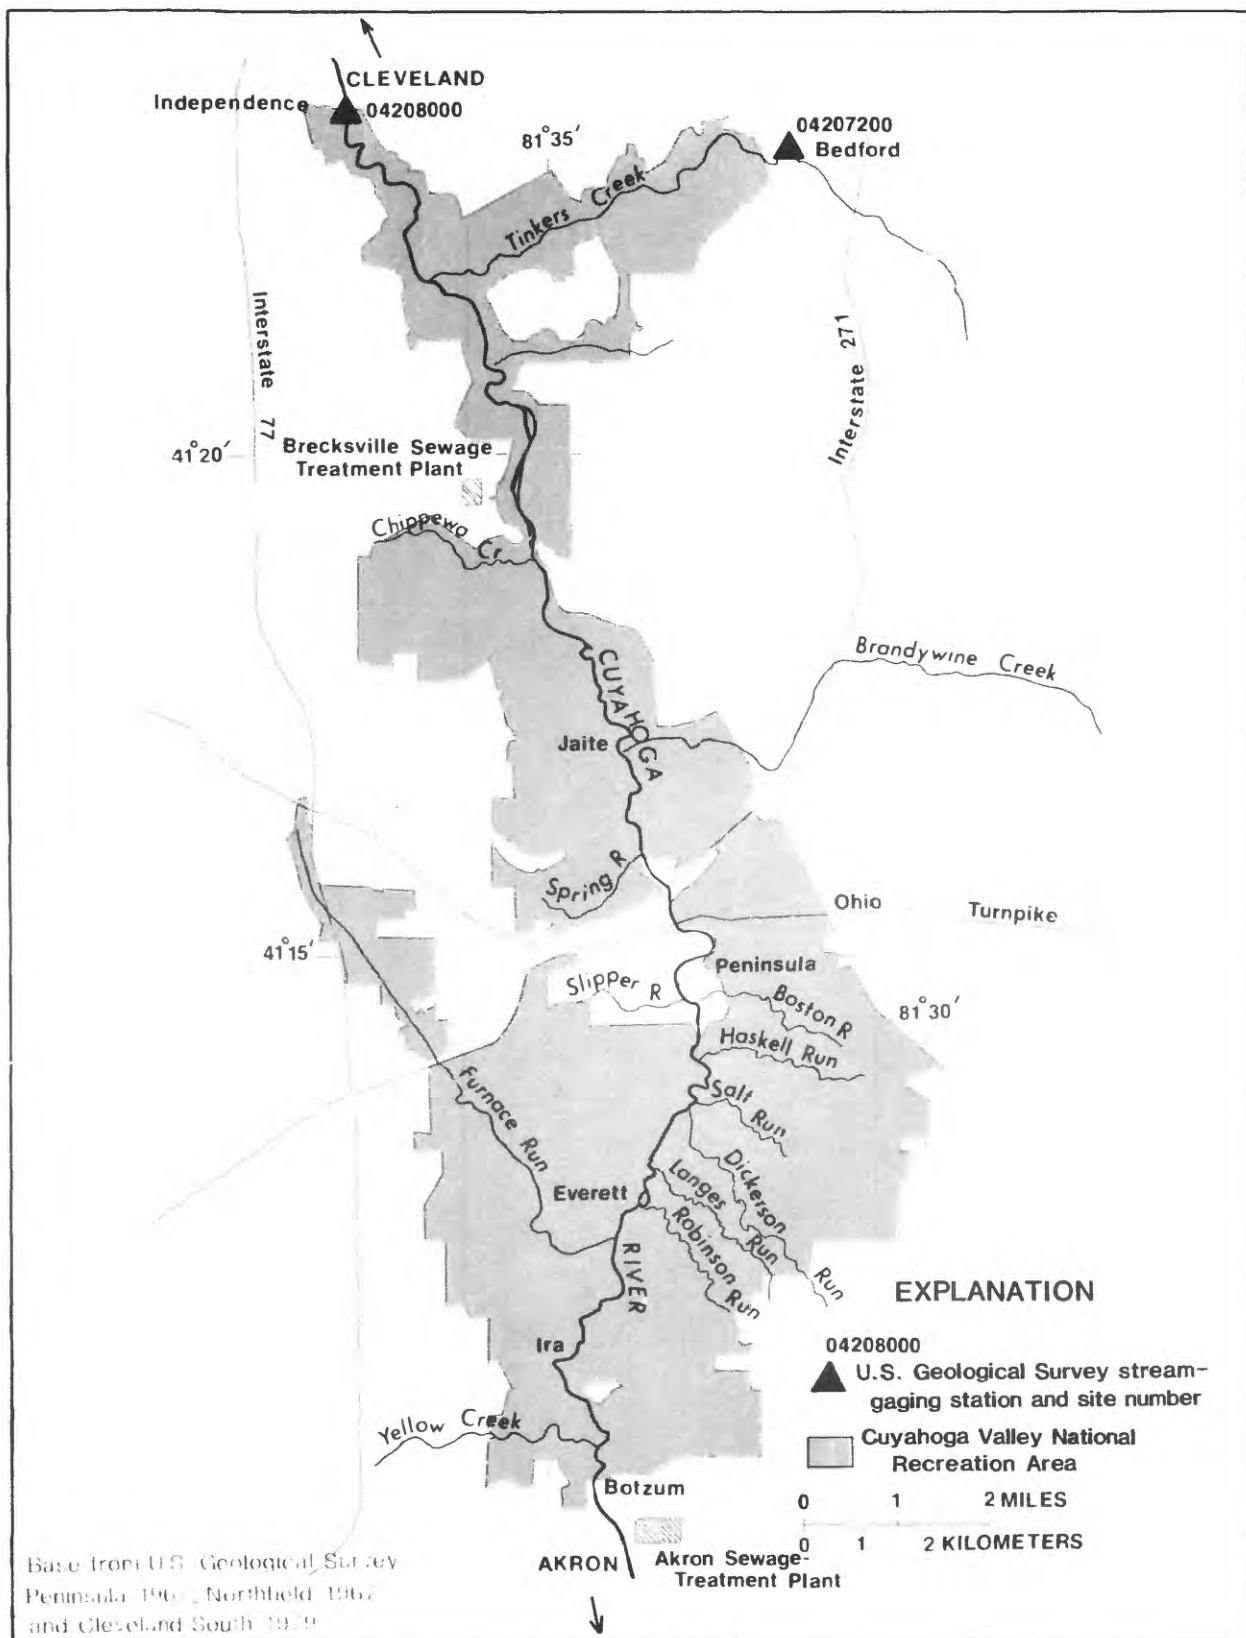 CLEVELAND
Independence
04208000
81°35′
04207200
Bedford
Tinkers Creek
Interstate 77
Interstate 271
41°20′
Brecksville Sewage
Treatment Plant
Chippewa Cr
Brandywine Creek
CUYAHOGA
Jaite
Spring R
Ohio Turnpike
41°15′
Peninsula
Slipper R
Boston R
81°30′
Haskell Run
Furnace Run
Salt Run
Dickerson Run
Langes Run
Everett
Robinson Run
RIVER
EXPLANATION
Ira
04208000
U.S. Geological Survey stream-
gaging station and site number
Yellow Creek
Cuyahoga Valley National
Recreation Area
Botzum
0 1 2 MILES
0 1 2 KILOMETERS
AKRON
Akron Sewage-
Treatment Plant
Base from U.S. Geological Survey
Peninsula Northfield 1967
and Cleveland South